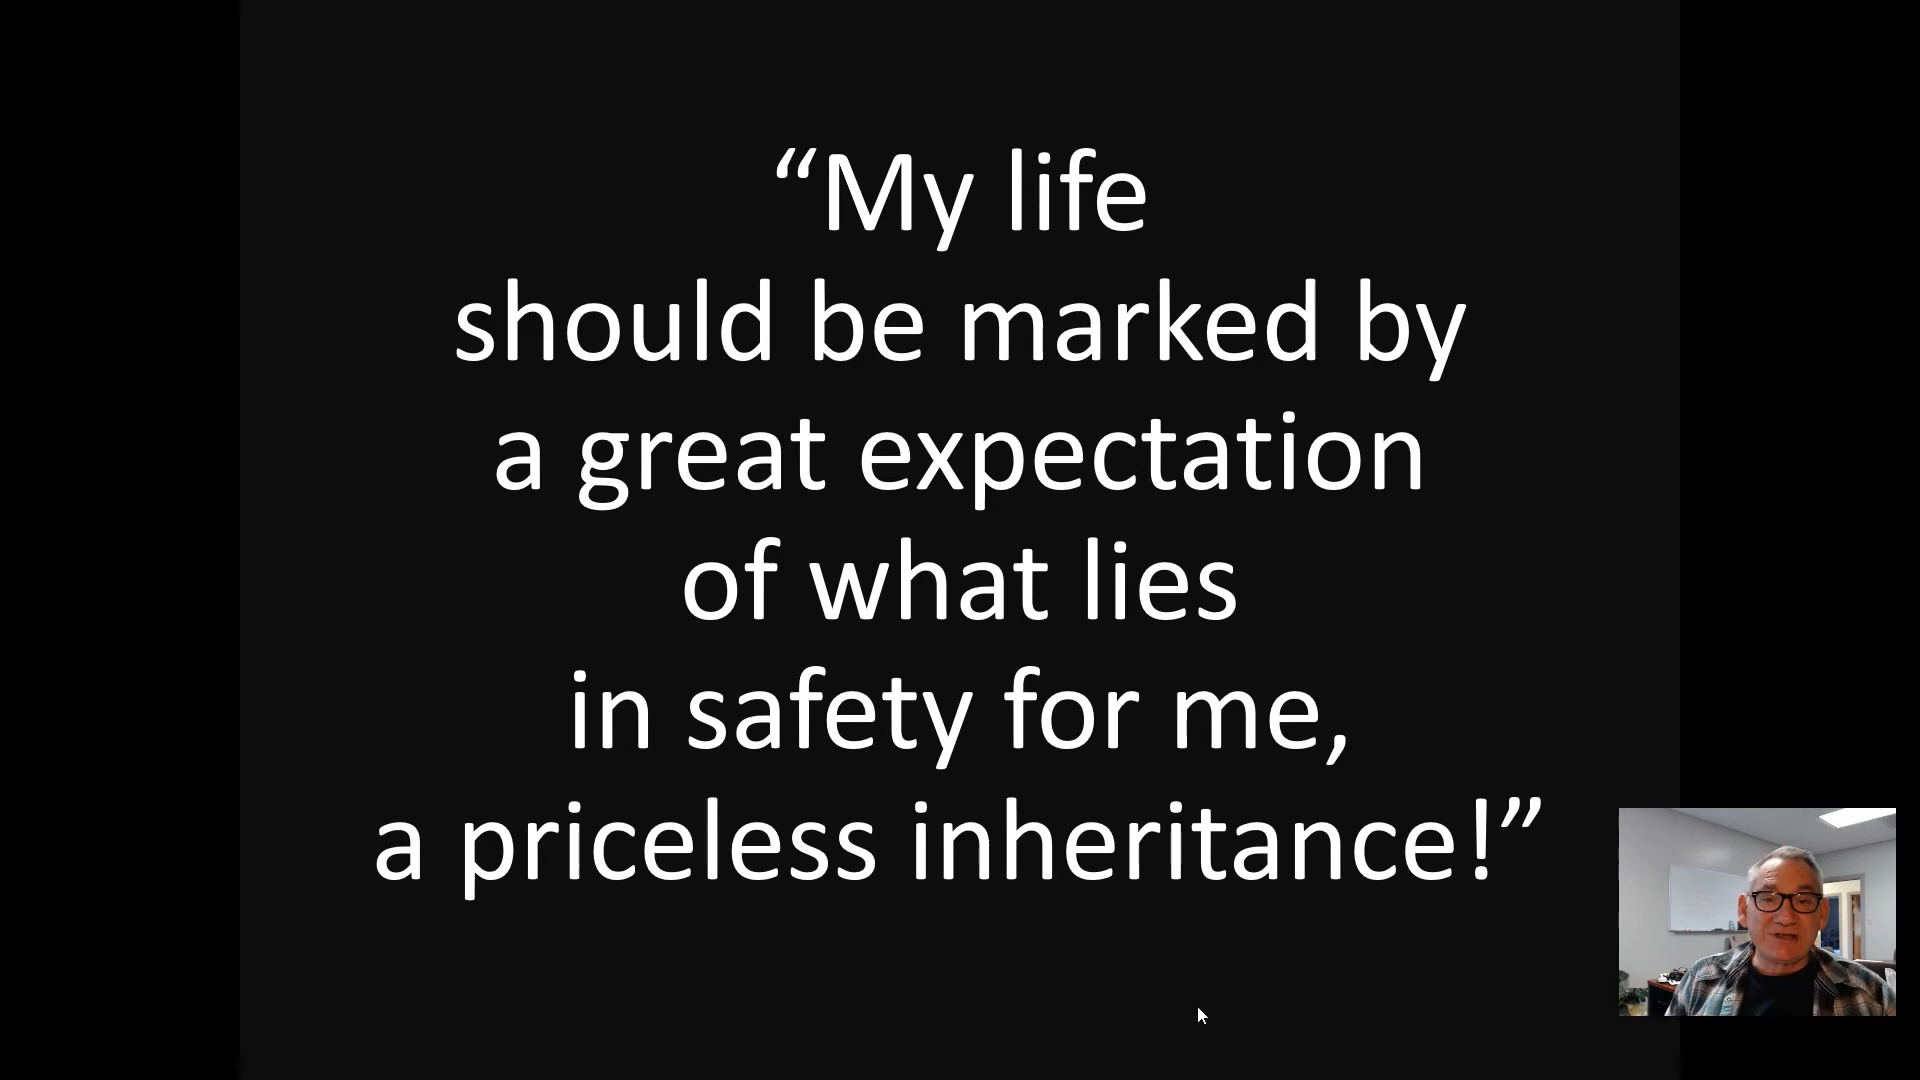 “My life
should be marked by
a great expectation
of what lies
in safety for me,
a priceless inheritance!”